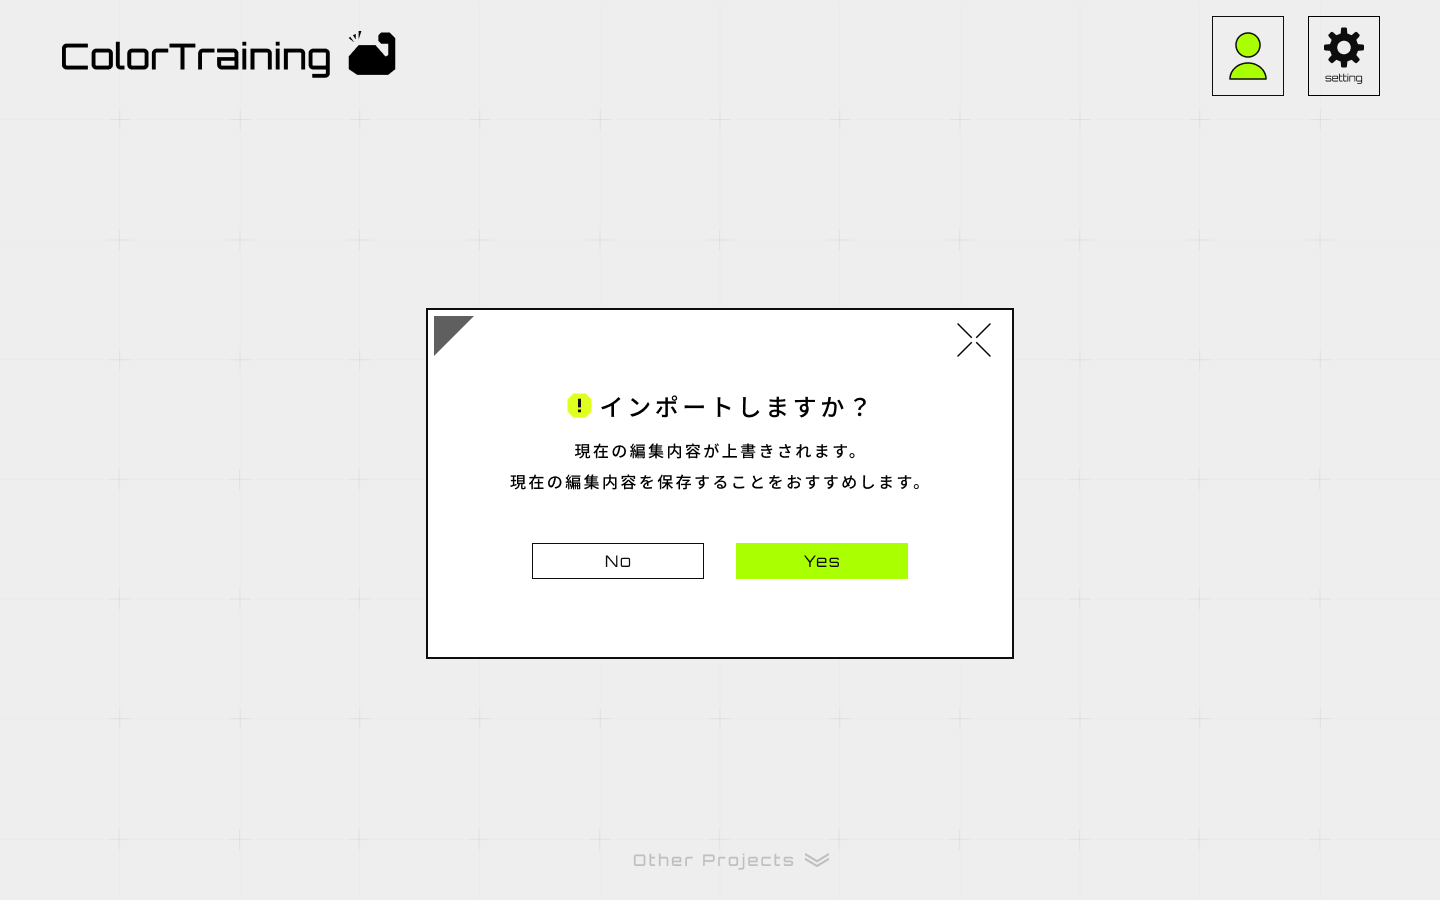 ColorTraining
setting
! インポートしますか？
現在の編集内容が上書きされます。
現在の編集内容を保存することをおすすめします。
No
Yes
Other Projects